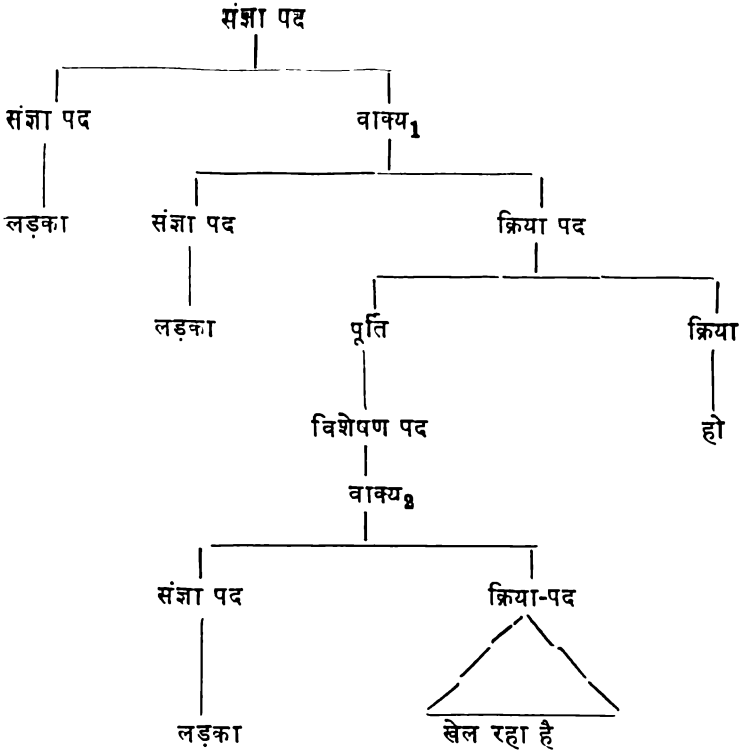 संज्ञा पद
संज्ञा पद वाक्य₁
लड़का संज्ञा पद क्रिया पद
लड़का पूर्ति क्रिया
विशेषण पद हो
वाक्य₂
संज्ञा पद क्रिया-पद
लड़का खेल रहा है